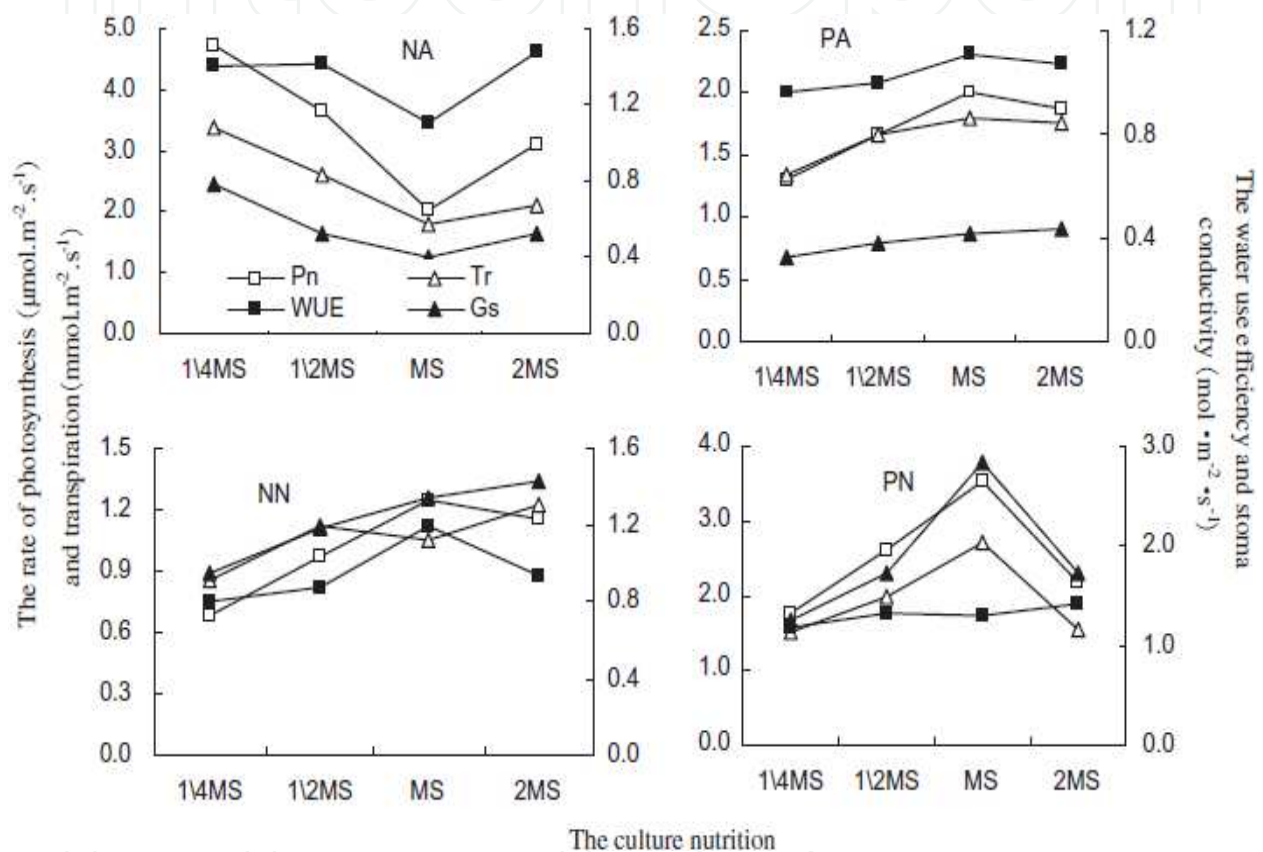 The rate of photosynthesis (μmol.m⁻².s⁻¹)
and transpiration(mmol.m⁻².s⁻¹)
NA
5.0
4.0
3.0
2.0
1.0
0.0
1.6
1.2
0.8
0.4
0.0
Pn
Tr
WUE
Gs
1\4MS 1\2MS MS 2MS
PA
2.5
2.0
1.5
1.0
0.5
0.0
1.2
0.8
0.4
0.0
1\4MS 1\2MS MS 2MS
NN
1.5
1.2
0.9
0.6
0.3
0.0
1.6
1.2
0.8
0.4
0.0
1\4MS 1\2MS MS 2MS
PN
4.0
3.0
2.0
1.0
0.0
3.0
2.0
1.0
0.0
1\4MS 1\2MS MS 2MS
The water use efficiency and stoma
conductivity (mol •m⁻² •s⁻¹)
The culture nutrition